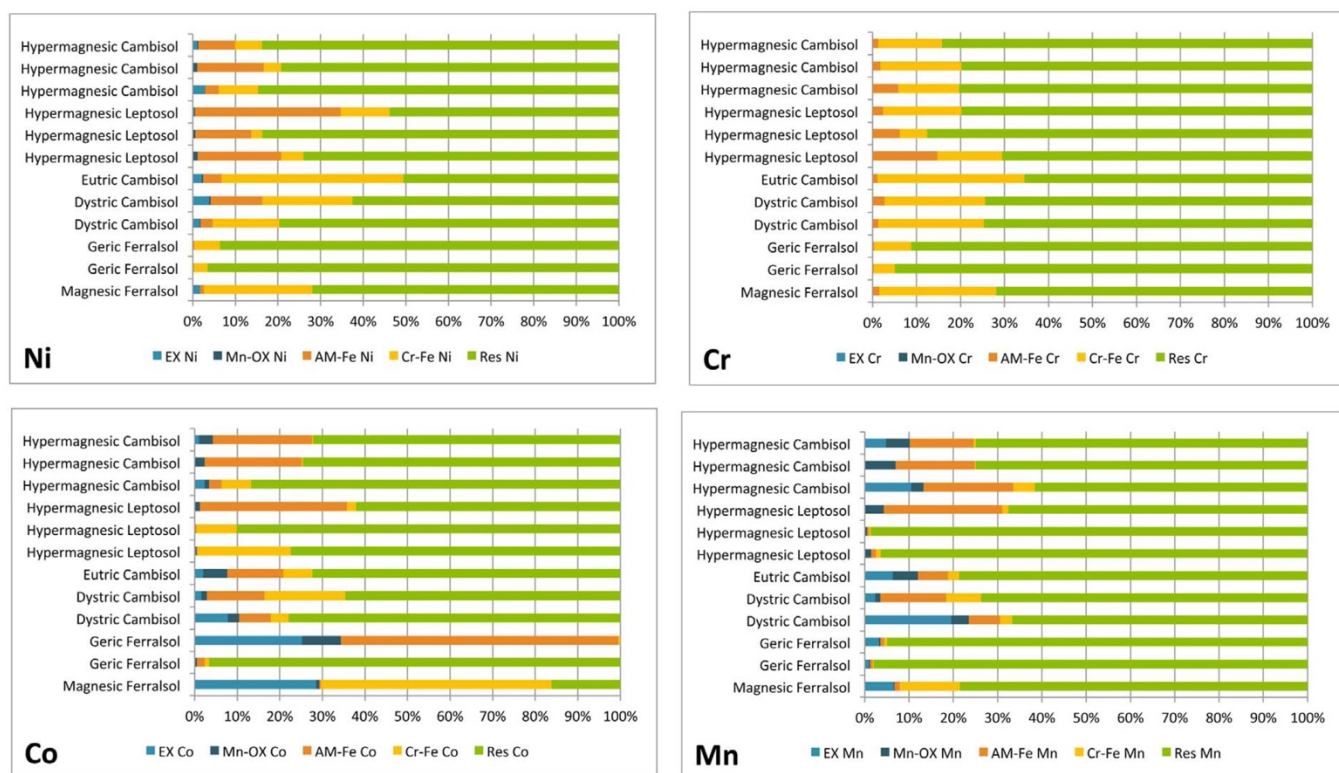 Hypermagnesic Cambisol
Hypermagnesic Cambisol
Hypermagnesic Cambisol
Hypermagnesic Leptosol
Hypermagnesic Leptosol
Hypermagnesic Leptosol
Eutric Cambisol
Dystric Cambisol
Dystric Cambisol
Geric Ferralsol
Geric Ferralsol
Magnesic Ferralsol
0% 10% 20% 30% 40% 50% 60% 70% 80% 90% 100%
Ni
EX Ni Mn-OX Ni AM-Fe Ni Cr-Fe Ni Res Ni
Hypermagnesic Cambisol
Hypermagnesic Cambisol
Hypermagnesic Cambisol
Hypermagnesic Leptosol
Hypermagnesic Leptosol
Hypermagnesic Leptosol
Eutric Cambisol
Dystric Cambisol
Dystric Cambisol
Geric Ferralsol
Geric Ferralsol
Magnesic Ferralsol
0% 10% 20% 30% 40% 50% 60% 70% 80% 90% 100%
Cr
EX Cr Mn-OX Cr AM-Fe Cr Cr-Fe Cr Res Cr
Hypermagnesic Cambisol
Hypermagnesic Cambisol
Hypermagnesic Cambisol
Hypermagnesic Leptosol
Hypermagnesic Leptosol
Hypermagnesic Leptosol
Eutric Cambisol
Dystric Cambisol
Dystric Cambisol
Geric Ferralsol
Geric Ferralsol
Magnesic Ferralsol
0% 10% 20% 30% 40% 50% 60% 70% 80% 90% 100%
Co
EX Co Mn-OX Co AM-Fe Co Cr-Fe Co Res Co
Hypermagnesic Cambisol
Hypermagnesic Cambisol
Hypermagnesic Cambisol
Hypermagnesic Leptosol
Hypermagnesic Leptosol
Hypermagnesic Leptosol
Eutric Cambisol
Dystric Cambisol
Dystric Cambisol
Geric Ferralsol
Geric Ferralsol
Magnesic Ferralsol
0% 10% 20% 30% 40% 50% 60% 70% 80% 90% 100%
Mn
EX Mn Mn-OX Mn AM-Fe Mn Cr-Fe Mn Res Mn